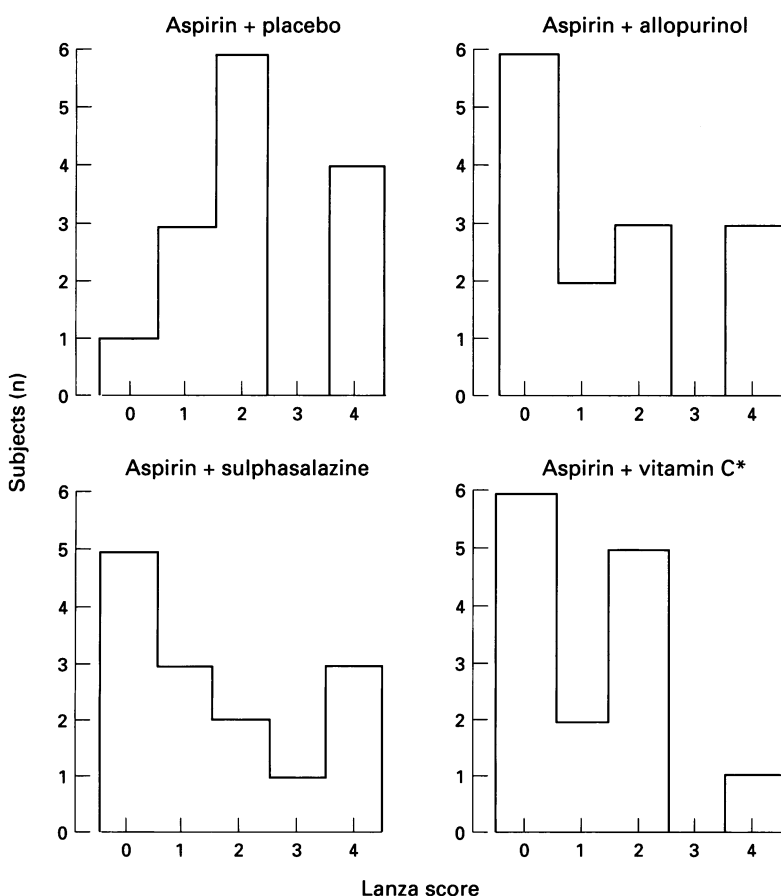 Aspirin + placebo
6
5
4
3
2
1
0
0 1 2 3 4
Aspirin + allopurinol
6
5
4
3
2
1
0
0 1 2 3 4
Subjects (n)
Aspirin + sulphasalazine
6
5
4
3
2
1
0
0 1 2 3 4
Aspirin + vitamin C*
6
5
4
3
2
1
0
0 1 2 3 4
Lanza score